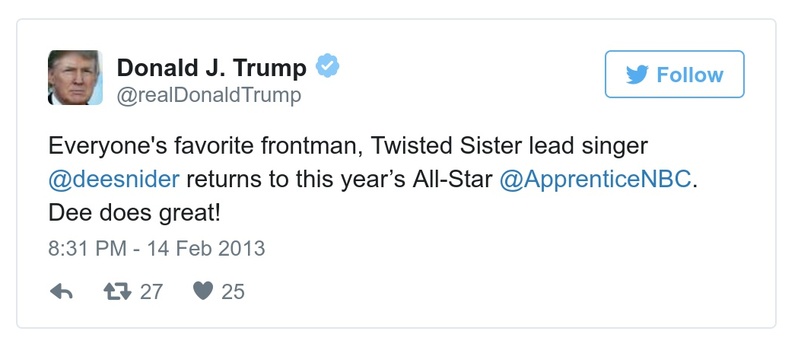 Donald J. Trump
@realDonaldTrump
Follow
Everyone's favorite frontman, Twisted Sister lead singer
@deesnider returns to this year’s All-Star @ApprenticeNBC.
Dee does great!
8:31 PM - 14 Feb 2013
27 25